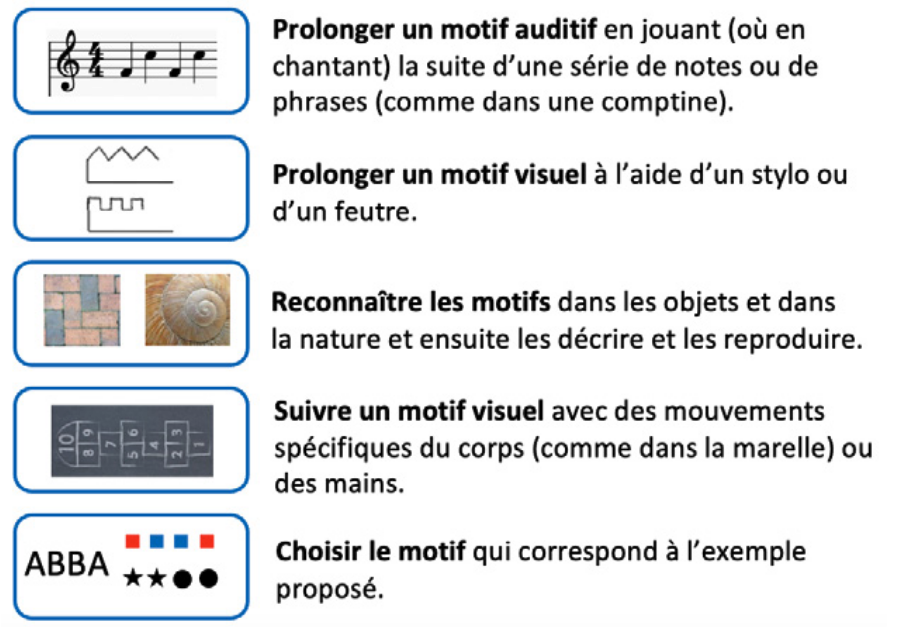 Prolonger un motif auditif en jouant (où en
chantant) la suite d'une série de notes ou de
phrases (comme dans une comptine).
Prolonger un motif visuel à l'aide d'un stylo ou
d'un feutre.
Reconnaître les motifs dans les objets et dans
la nature et ensuite les décrire et les reproduire.
10 9 8 7 6 5 4 3 2 1
Suivre un motif visuel avec des mouvements
spécifiques du corps (comme dans la marelle) ou
des mains.
ABBA
Choisir le motif qui correspond à l'exemple
proposé.